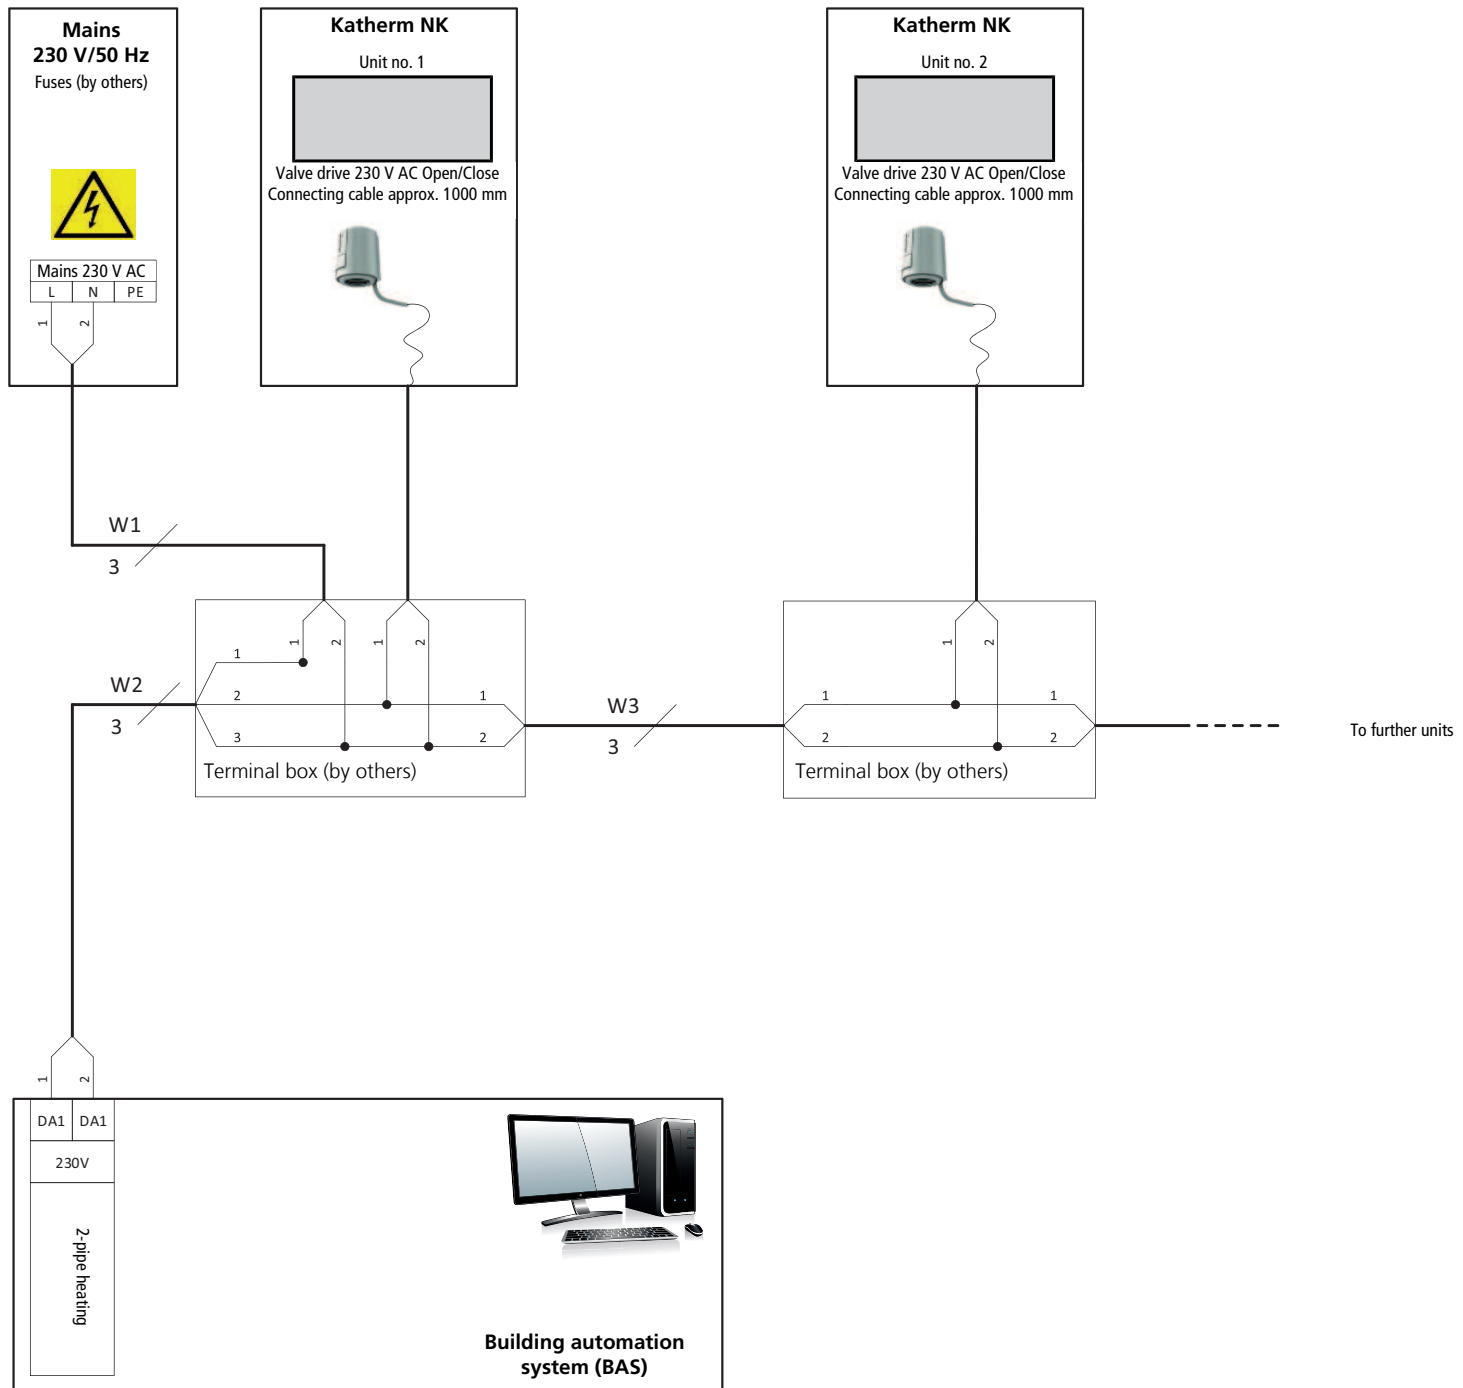 Mains
230 V/50 Hz
Fuses (by others)
Mains 230 V AC
L N PE
1 2
Katherm NK
Unit no. 1
Valve drive 230 V AC Open/Close
Connecting cable approx. 1000 mm
Katherm NK
Unit no. 2
Valve drive 230 V AC Open/Close
Connecting cable approx. 1000 mm
W1
3
W2
3
1 2 1 2
1
2 1
3 2
Terminal box (by others)
W3
3
1 2
1 1
2 2
Terminal box (by others)
To further units
1 2
DA1 DA1
230V
2-pipe heating
Building automation
system (BAS)